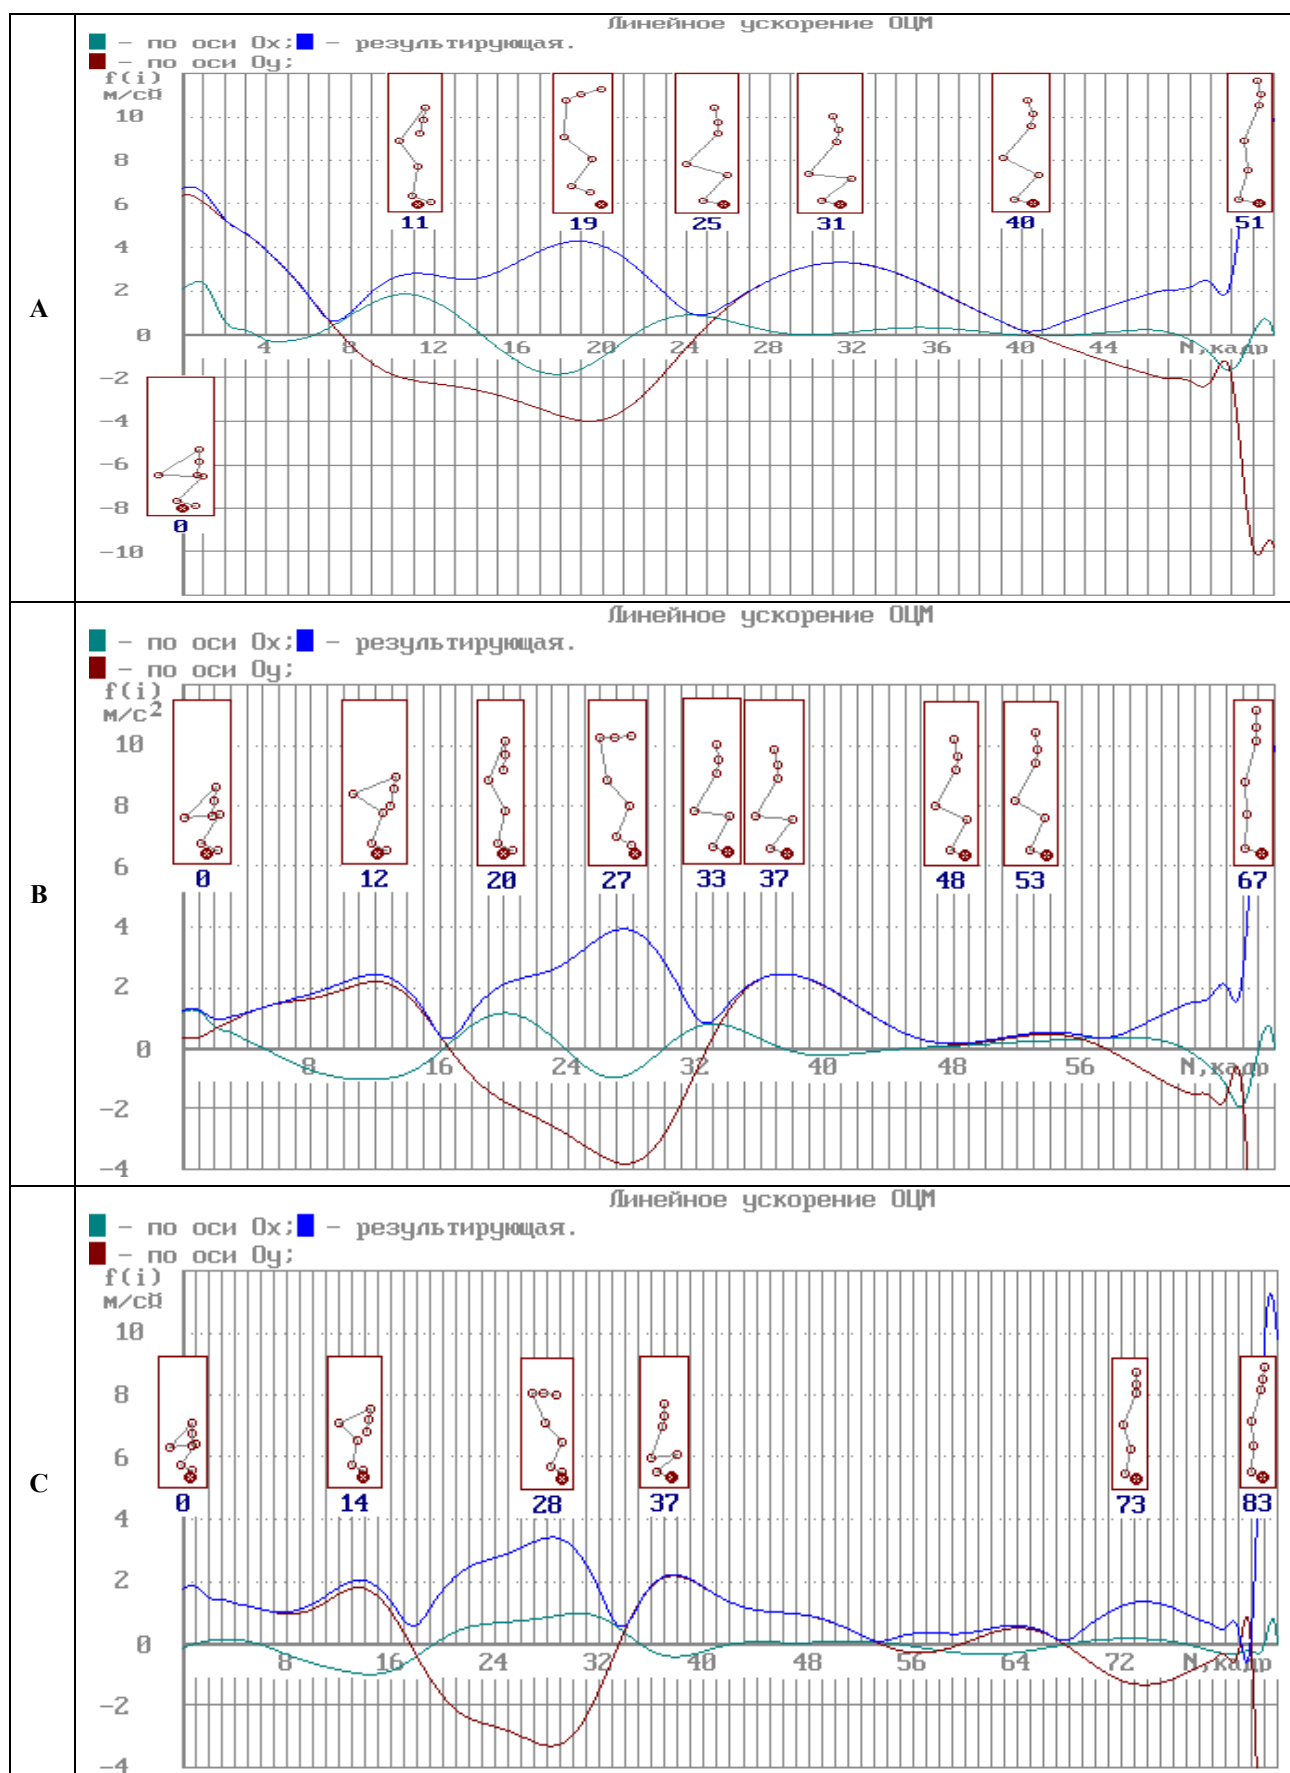 A
Линейное ускорение ОЦМ
– по оси Ox; – результирующая.
– по оси Oy;
f(i)
м/с¤
10
8
6
4
2
0
-2
-4
-6
-8
-10
11 19 25 31 40 51
4 8 12 16 20 24 28 32 36 40 44 N,кадр
0
B
Линейное ускорение ОЦМ
– по оси Ox; – результирующая.
– по оси Oy;
f(i)
м/с2
10
8
6
4
2
0
-2
-4
0 12 20 27 33 37 48 53 67
8 16 24 32 40 48 56 N,кадр
C
Линейное ускорение ОЦМ
– по оси Ox; – результирующая.
– по оси Oy;
f(i)
м/с¤
10
8
6
4
2
0
-2
-4
0 14 28 37 73 83
8 16 24 32 40 48 56 64 72 N,кадр